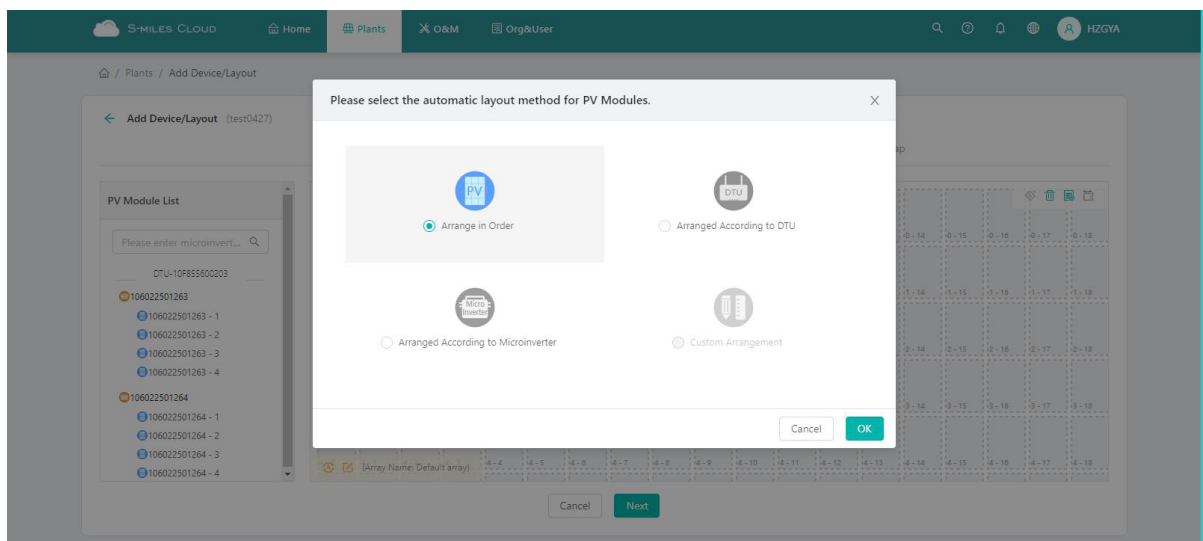 S-MILES CLOUD
Home
Plants
O&M
Org&User
HZGYA
/ Plants / Add Device/Layout
Add Device/Layout (test0427)
Please select the automatic layout method for PV Modules.
PV
Arrange in Order
DTU
Arranged According to DTU
Micro
Inverter
Arranged According to Microinverter
Custom Arrangement
Cancel
OK
PV Module List
Please enter microinvert...
DTU-10F855600203
106022501263
106022501263 - 1
106022501263 - 2
106022501263 - 3
106022501263 - 4
106022501264
106022501264 - 1
106022501264 - 2
106022501264 - 3
106022501264 - 4
(Array Name: Default array)
Cancel
Next